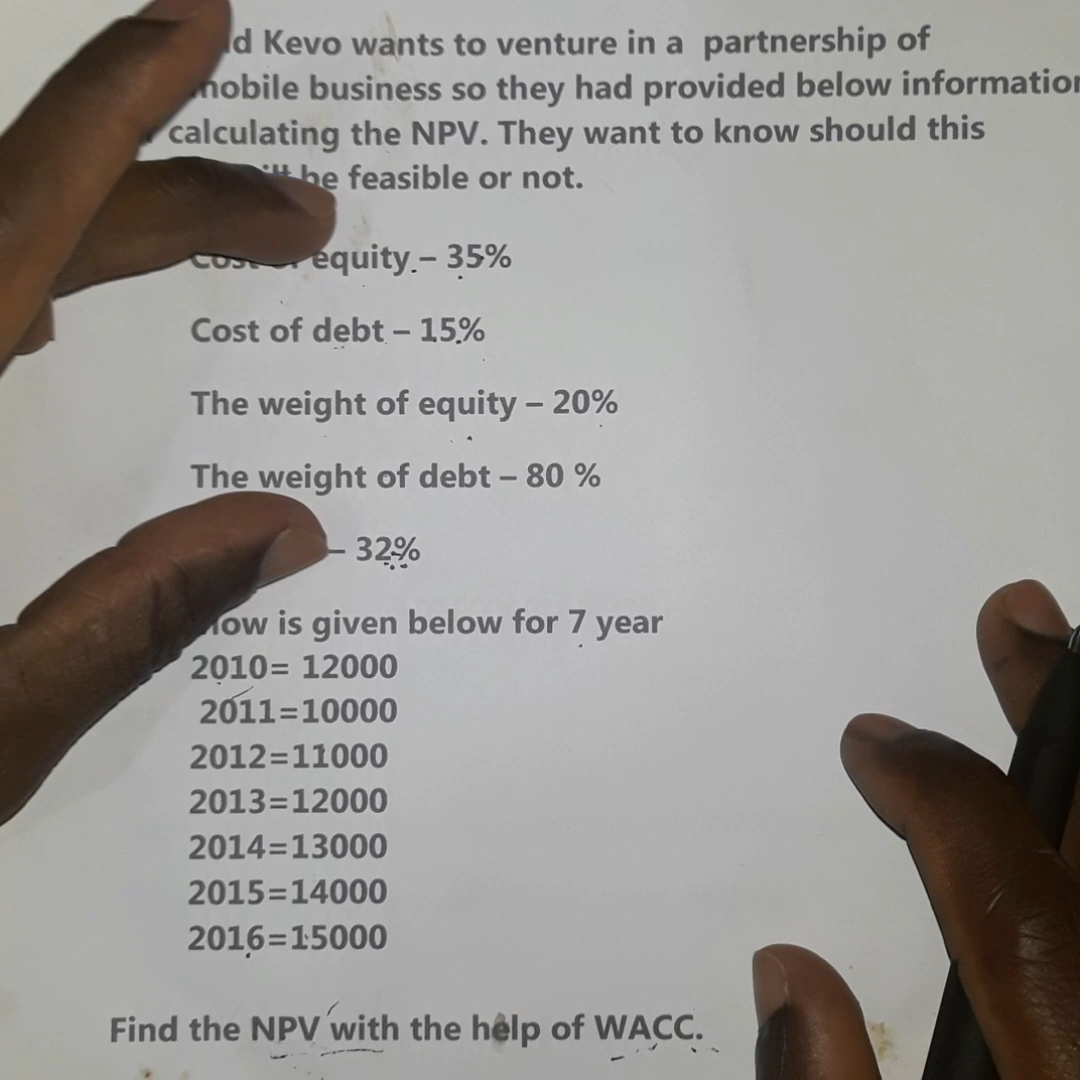 Kevo wants to venture in a partnership of
business so they had provided below
calculating the NPV. They want to know should this
be feasible or not.
equity – 35%
Cost of debt – 15%
The weight of equity – 20%
The weight of debt – 80 %
– 32%
is given below for 7 year
2010= 12000
2011=10000
2012=11000
2013=12000
2014=13000
2015=14000
2016=15000
Find the NPV with the help of WACC.